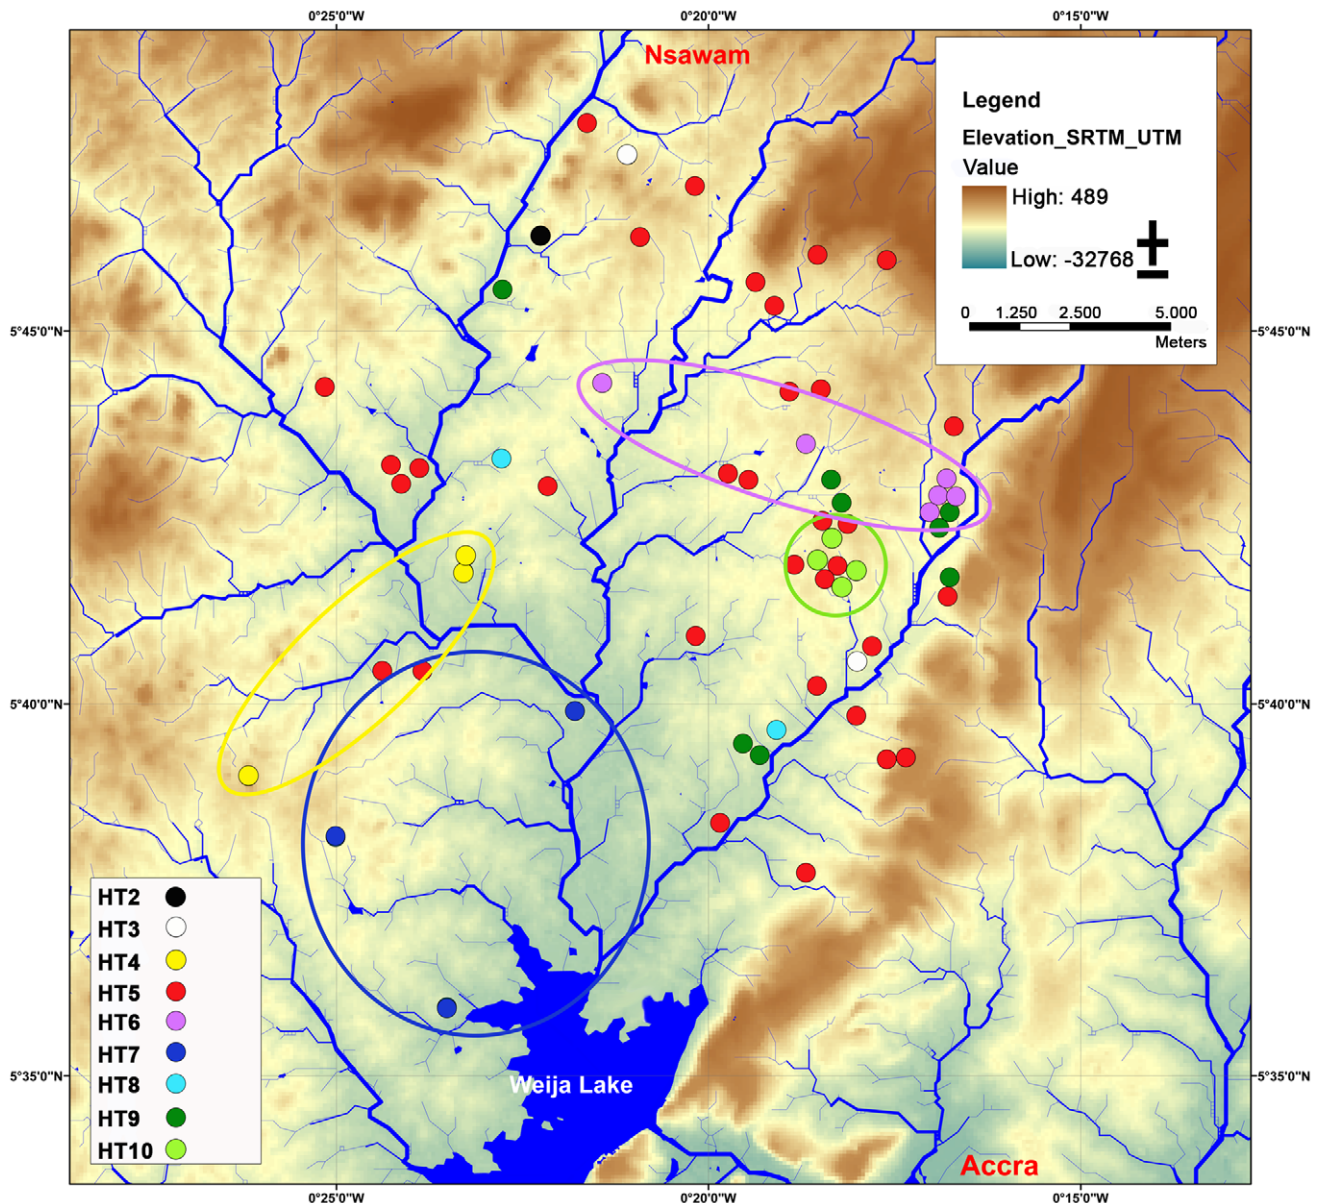 0°25'0"W
0°20'0"W
0°15'0"W
Nsawam
Legend
Elevation_SRTM_UTM
Value
High: 489
Low: -32768
0 1.250 2.500 5.000
Meters
5°45'0"N
5°45'0"N
5°40'0"N
5°40'0"N
HT2
HT3
HT4
HT5
HT6
HT7
HT8
HT9
HT10
5°35'0"N
5°35'0"N
Weija Lake
Accra
0°25'0"W
0°20'0"W
0°15'0"W